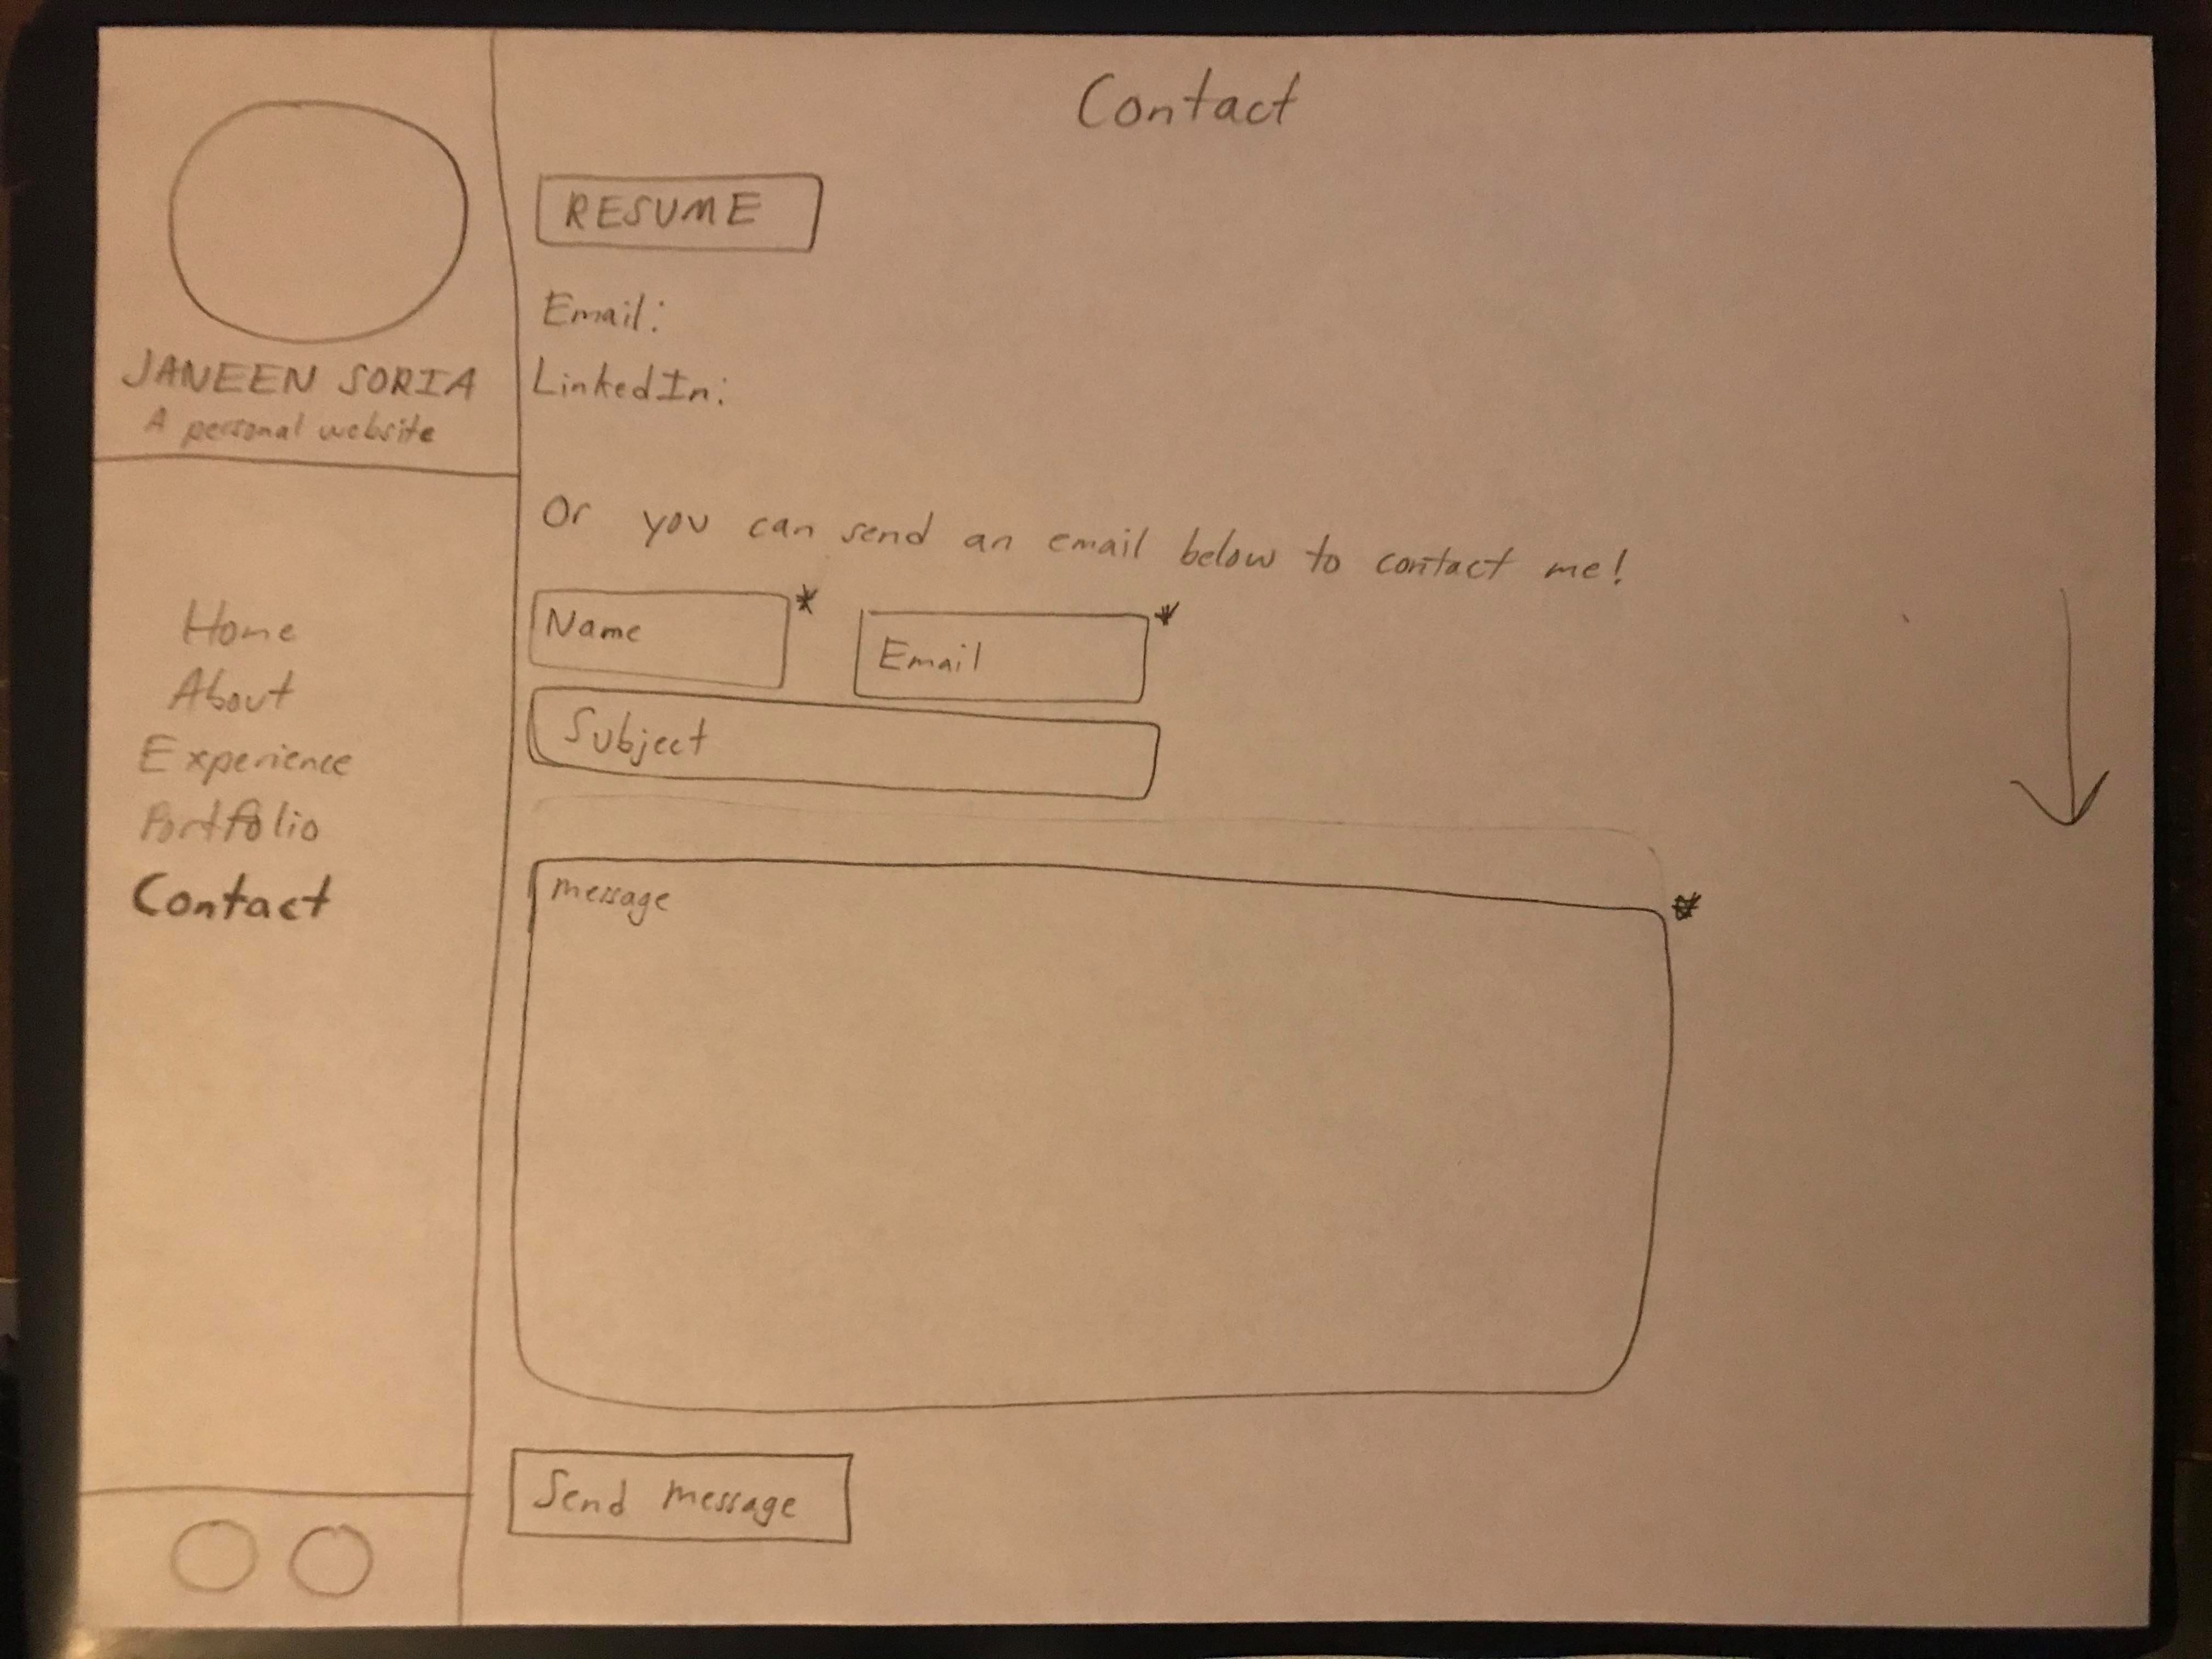 JANEEN SORIA
A personal website
Home
About
Experience
Portfolio
Contact
Contact
RESUME
Email:
LinkedIn:
Or you can send an email below to contact me!
Name * Email *
Subject
message *
Send message